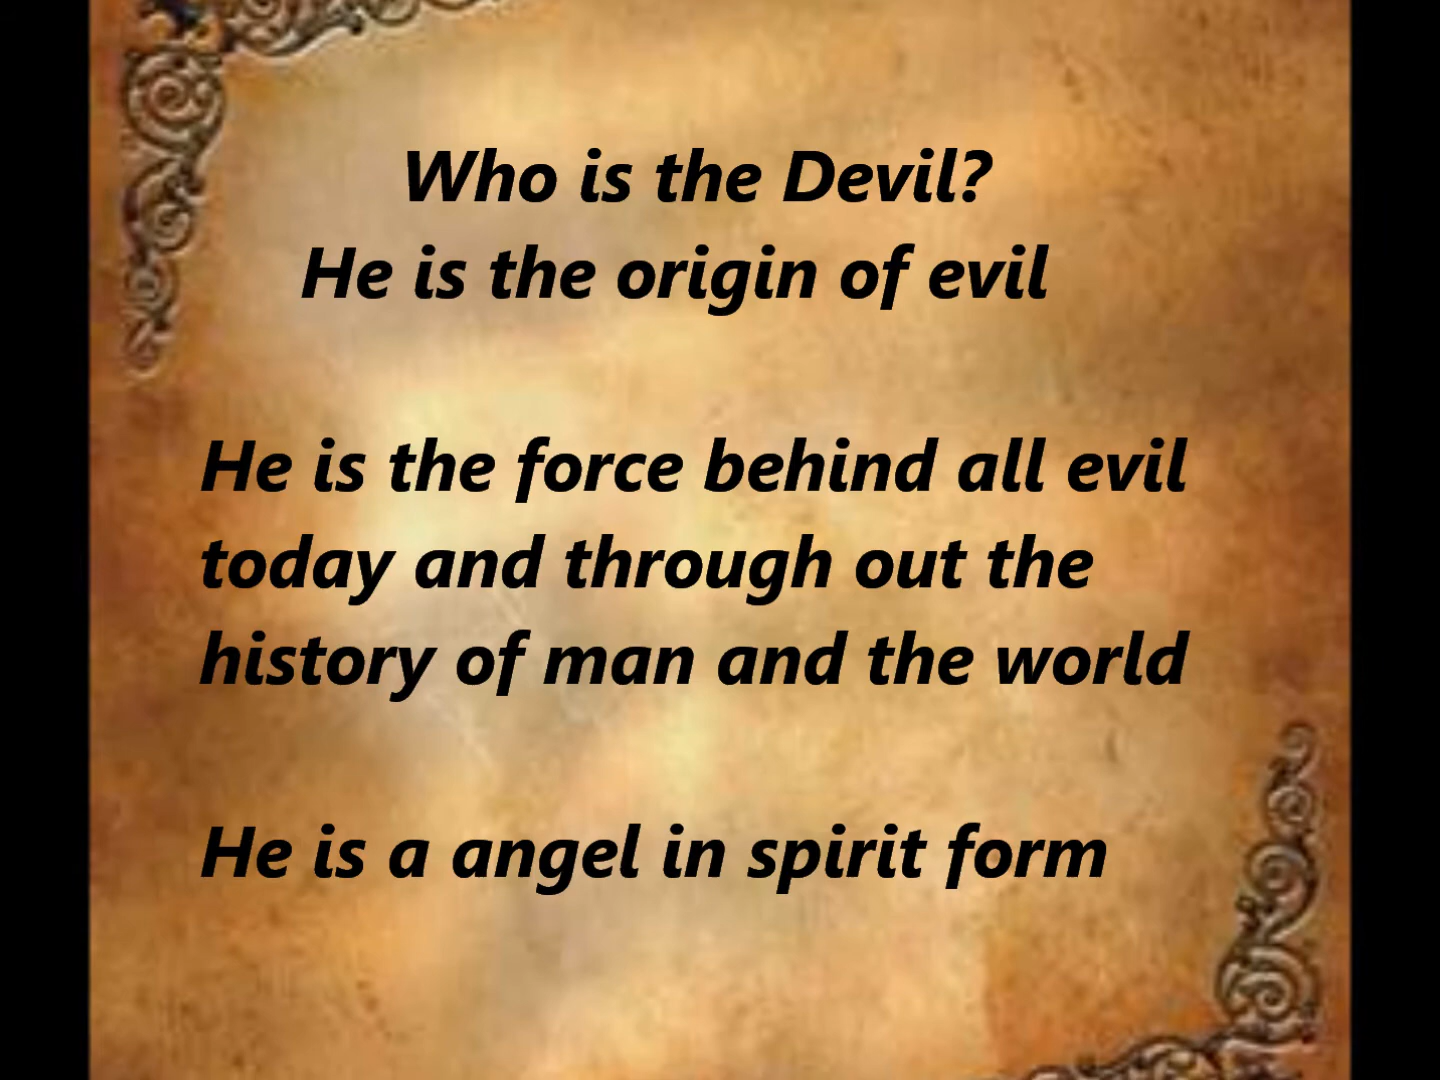 Who is the Devil?
He is the origin of evil
He is the force behind all evil
today and through out the
history of man and the world
He is a angel in spirit form